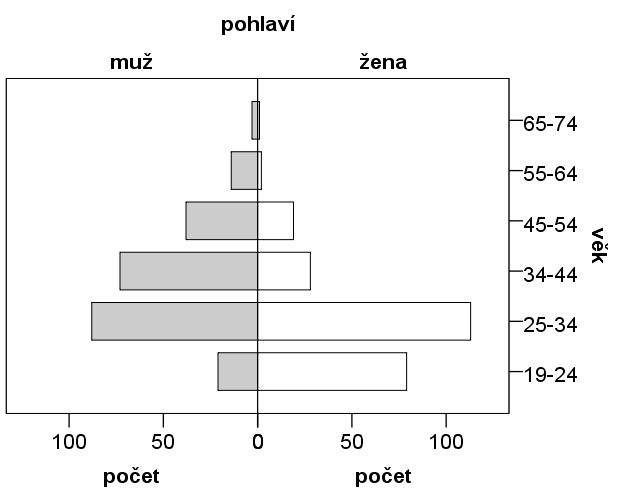 pohlaví
muž žena
65-74
55-64
45-54
34-44
25-34
19-24
věk
100 50 0 50 100
počet počet